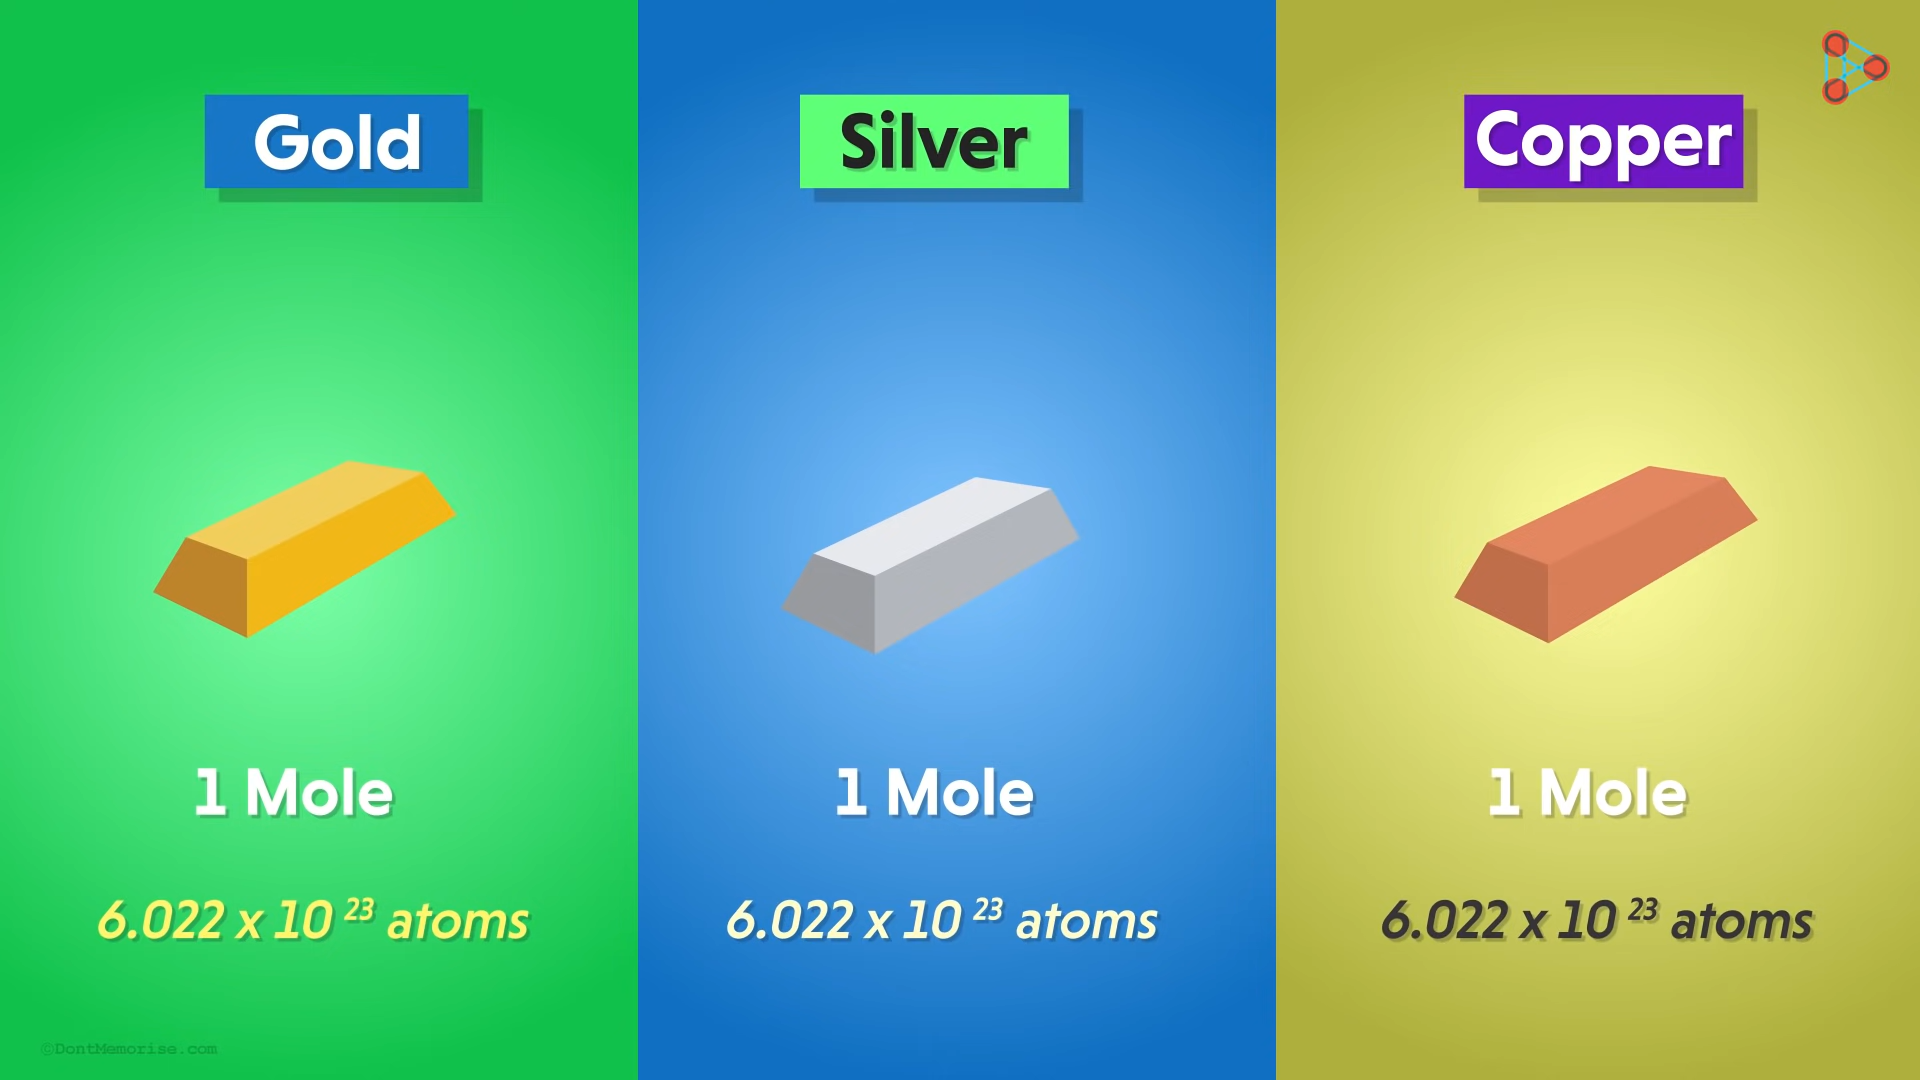 Gold
Silver
Copper
1 Mole
1 Mole
1 Mole
6.022 x 10 ²³ atoms
6.022 x 10 ²³ atoms
6.022 x 10 ²³ atoms
©DontMemorise.com